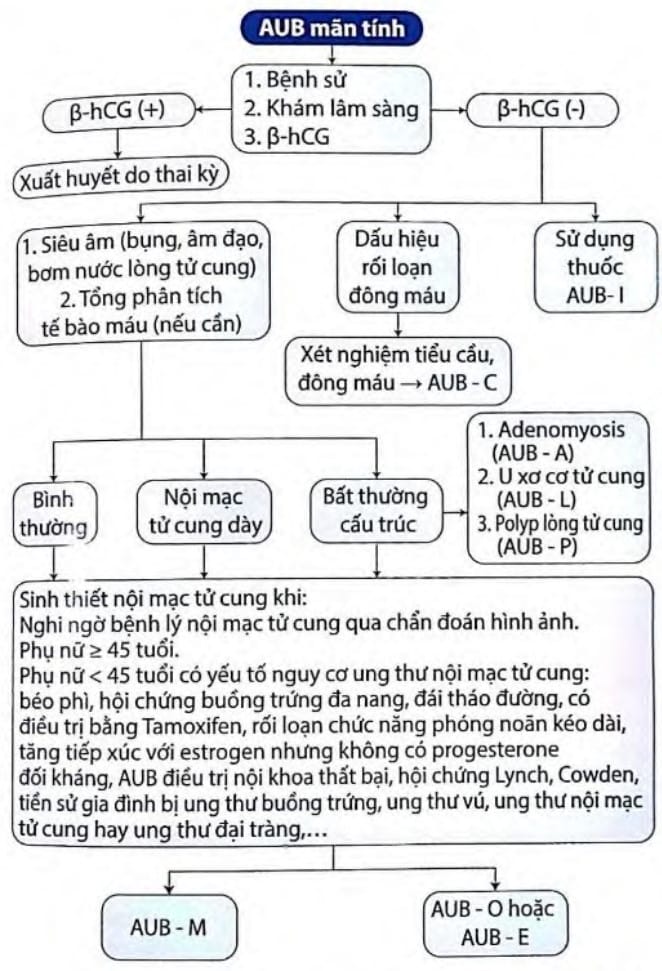 AUB mãn tính
1. Bệnh sử
2. Khám lâm sàng
3. β-hCG
β-hCG (+)
β-hCG (-)
Xuất huyết do thai kỳ
1. Siêu âm (bụng, âm đạo,
bơm nước lòng tử cung)
2. Tổng phân tích
tế bào máu (nếu cần)
Dấu hiệu
rối loạn
đông máu
Sử dụng
thuốc
AUB- I
Xét nghiệm tiểu cầu,
đông máu → AUB - C
Bình
thường
Nội mạc
tử cung dày
Bất thường
cấu trúc
1. Adenomyosis
(AUB - A)
2. U xơ cơ tử cung
(AUB - L)
3. Polyp lòng tử cung
(AUB - P)
Sinh thiết nội mạc tử cung khi:
Nghi ngờ bệnh lý nội mạc tử cung qua chẩn đoán hình ảnh.
Phụ nữ ≥ 45 tuổi.
Phụ nữ < 45 tuổi có yếu tố nguy cơ ung thư nội mạc tử cung:
béo phì, hội chứng buồng trứng đa nang, đái tháo đường, có
điều trị bằng Tamoxifen, rối loạn chức năng phóng noãn kéo dài,
tăng tiếp xúc với estrogen nhưng không có progesterone
đối kháng, AUB điều trị nội khoa thất bại, hội chứng Lynch, Cowden,
tiền sử gia đình bị ung thư buồng trứng, ung thư vú, ung thư nội mạc
tử cung hay ung thư đại tràng,...
AUB - M
AUB - O hoặc
AUB - E